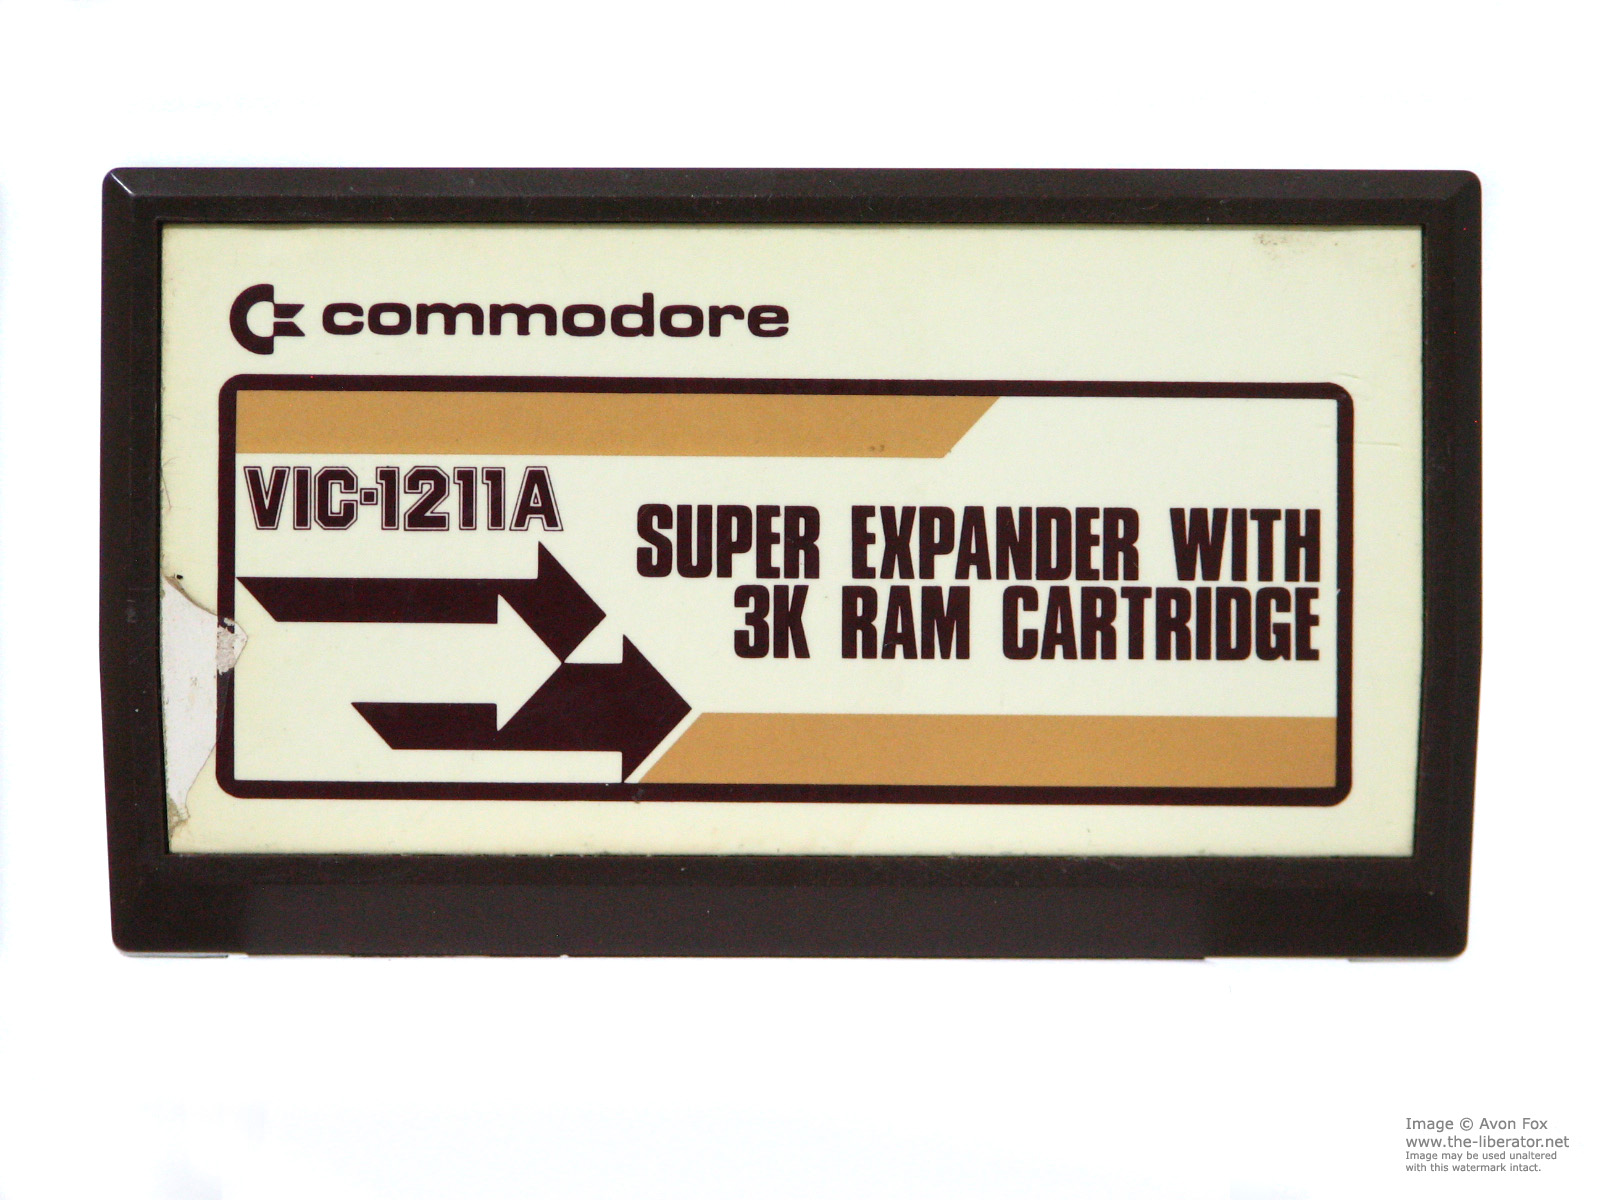 commodore
VIC-1211A
SUPER EXPANDER WITH
3K RAM CARTRIDGE
Image © Avon Fox
www.the-liberator.net
Image may be used unaltered
with this watermark intact.